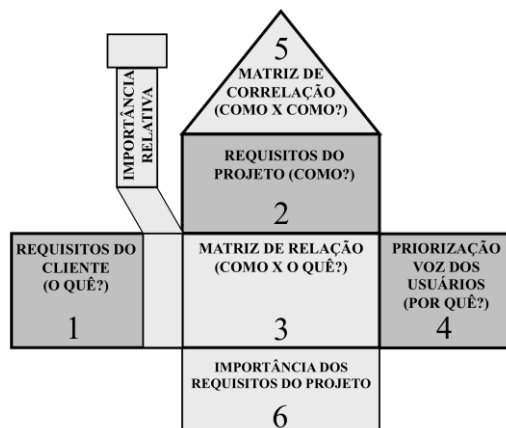 5
MATRIZ DE
CORRELAÇÃO
(COMO X COMO?)
IMPORTÂNCIA
RELATIVA
REQUISITOS DO
PROJETO (COMO?)
2
REQUISITOS DO
CLIENTE
(O QUÊ?)
1
MATRIZ DE RELAÇÃO
(COMO X O QUÊ?)
3
PRIORIZAÇÃO
VOZ DOS
USUÁRIOS
(POR QUÊ?)
4
IMPORTÂNCIA DOS
REQUISITOS DO PROJETO
6